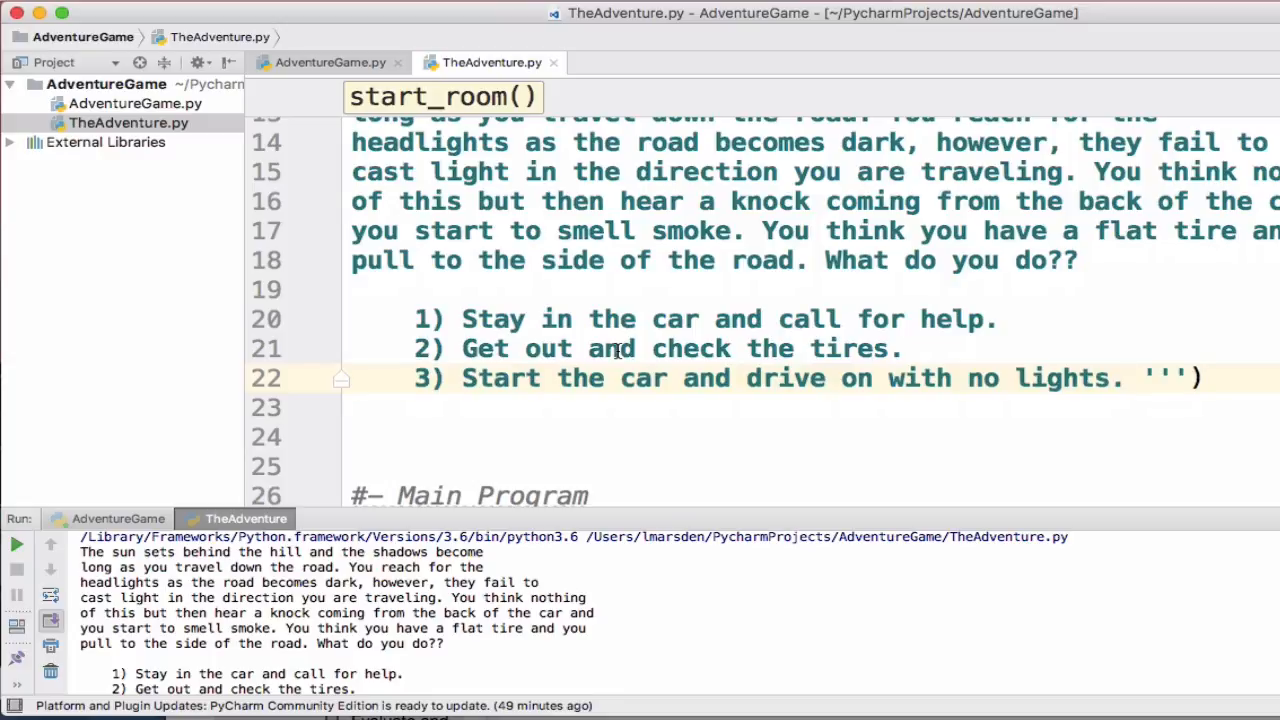 TheAdventure.py - AdventureGame - [~/PycharmProjects/AdventureGame]
AdventureGame TheAdventure.py
Project AdventureGame.py TheAdventure.py
AdventureGame ~/Pycharm
AdventureGame.py
TheAdventure.py
External Libraries
start_room()
13 long as you travel down the road. You reach for the
14 headlights as the road becomes dark, however, they fail to
15 cast light in the direction you are traveling. You think no
16 of this but then hear a knock coming from the back of the c
17 you start to smell smoke. You think you have a flat tire an
18 pull to the side of the road. What do you do??
19
20 1) Stay in the car and call for help.
21 2) Get out and check the tires.
22 3) Start the car and drive on with no lights. ''')
23
24
25
26 #- Main Program
Run: AdventureGame TheAdventure
/Library/Frameworks/Python.framework/Versions/3.6/bin/python3.6 /Users/lmarsden/PycharmProjects/AdventureGame/TheAdventure.py
The sun sets behind the hill and the shadows become
long as you travel down the road. You reach for the
headlights as the road becomes dark, however, they fail to
cast light in the direction you are traveling. You think nothing
of this but then hear a knock coming from the back of the car and
you start to smell smoke. You think you have a flat tire and you
pull to the side of the road. What do you do??
1) Stay in the car and call for help.
2) Get out and check the tires.
Platform and Plugin Updates: PyCharm Community Edition is ready to update. (49 minutes ago)